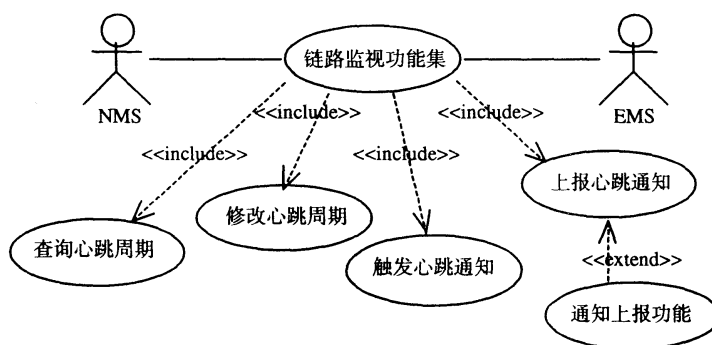 链路监视功能集
NMS
EMS
<<include>>
<<include>>
<<include>>
<<include>>
上报心跳通知
修改心跳周期
查询心跳周期
触发心跳通知
<<extend>>
通知上报功能